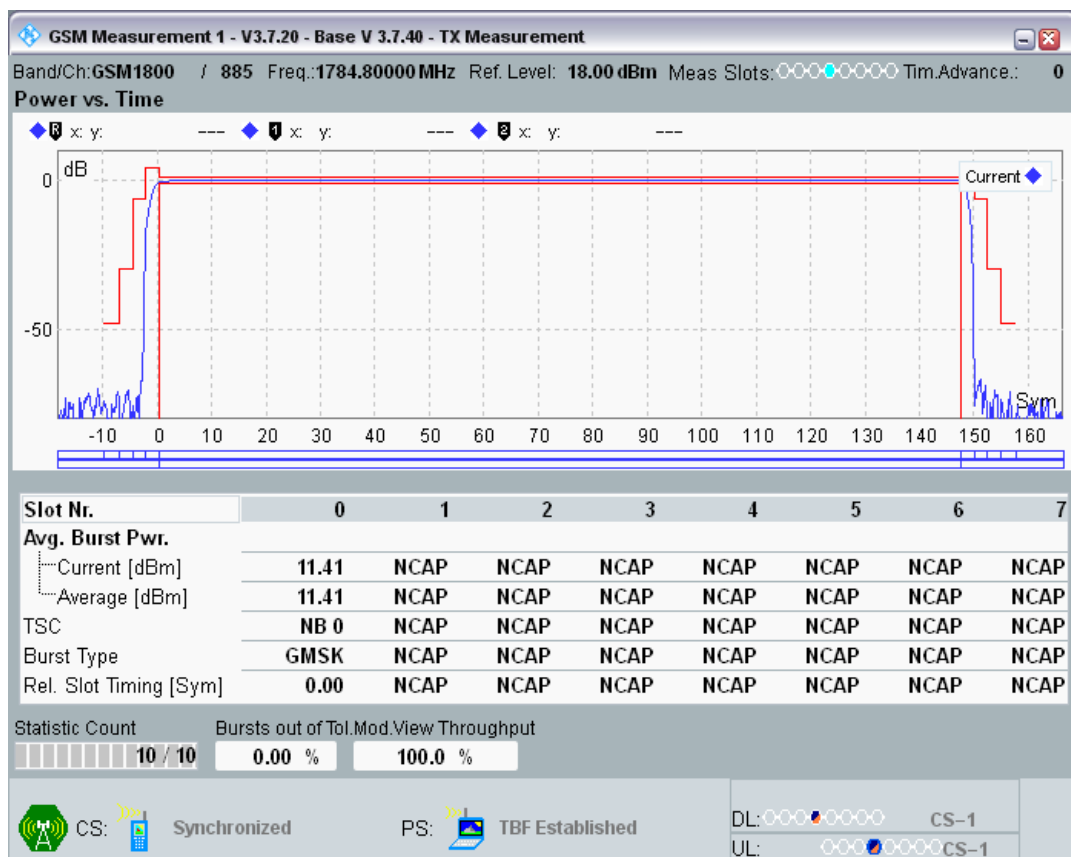 GSM Measurement 1 - V3.7.20 - Base V 3.7.40 - TX Measurement
Band/Ch:GSM1800 / 885 Freq.:1784.80000 MHz Ref. Level: 18.00 dBm Meas Slots: Tim.Advance.: 0
Power vs. Time
R x: y: --- 1 x: y: --- 2 x: y: ---
dB
Current
0
-50
Sym
-10 0 10 20 30 40 50 60 70 80 90 100 110 120 130 140 150 160
Slot Nr. 0 1 2 3 4 5 6 7
Avg. Burst Pwr.
Current [dBm] 11.41 NCAP NCAP NCAP NCAP NCAP NCAP NCAP
Average [dBm] 11.41 NCAP NCAP NCAP NCAP NCAP NCAP NCAP
TSC NB 0 NCAP NCAP NCAP NCAP NCAP NCAP NCAP
Burst Type GMSK NCAP NCAP NCAP NCAP NCAP NCAP NCAP
Rel. Slot Timing [Sym] 0.00 NCAP NCAP NCAP NCAP NCAP NCAP NCAP
Statistic Count Bursts out of Tol.Mod.View Throughput
10 / 10 0.00 % 100.0 %
CS: Synchronized PS: TBF Established DL: CS-1
UL: CS-1